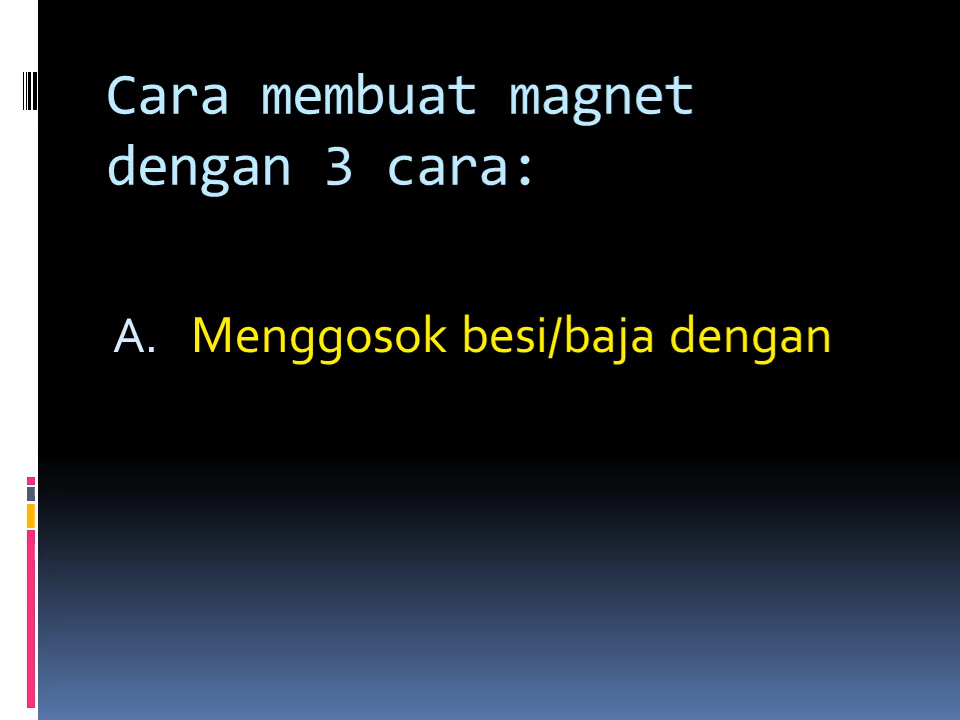 Cara membuat magnet
dengan 3 cara:
A. Menggosok besi/baja dengan